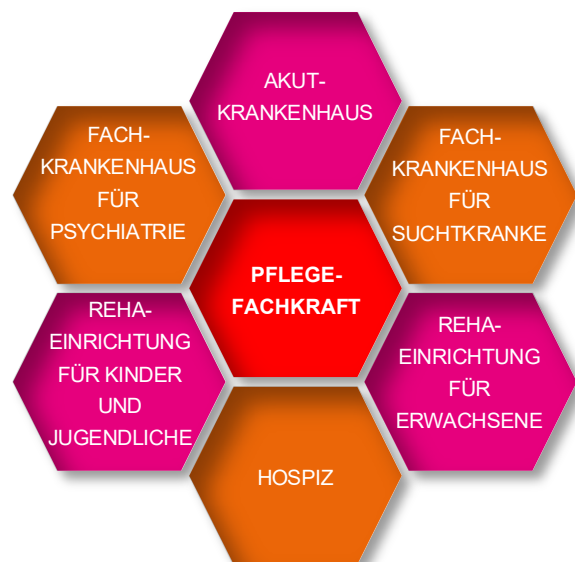 AKUT-
KRANKENHAUS
FACH-
KRANKENHAUS
FÜR
PSYCHIATRIE
FACH-
KRANKENHAUS
FÜR
SUCHTKRANKE
PFLEGE-
FACHKRAFT
REHA-
EINRICHTUNG
FÜR KINDER
UND
JUGENDLICHE
REHA-
EINRICHTUNG
FÜR
ERWACHSENE
HOSPIZ